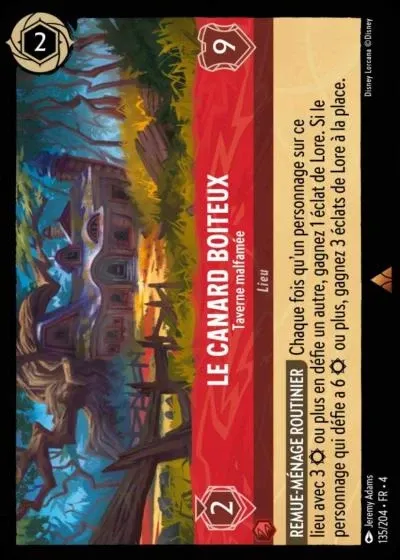 2
9
LE CANARD BOITEUX
Taverne malfamée
Lieu
2
REMUE-MÉNAGE ROUTINIER Chaque fois qu'un personnage sur ce
lieu avec 3 ou plus en défie un autre, gagnez 1 éclat de Lore. Si le
personnage qui défie a 6 ou plus, gagnez 3 éclats de Lore à la place.
Jeremy Adams
135/204 • FR • 4
Disney Lorcana ©Disney